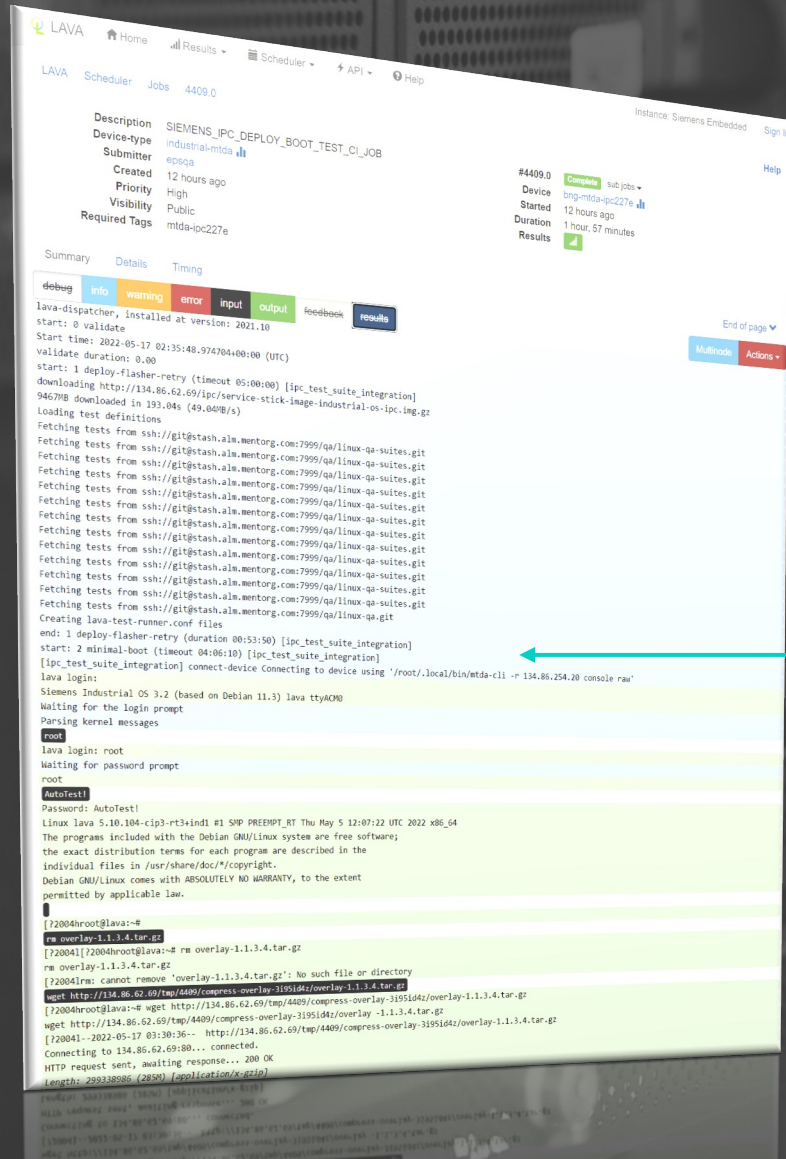 LAVA Home Results Scheduler API Help
Instance: Siemens Embedded Sign In
LAVA Scheduler Jobs 4409.0
Help
Description SIEMENS_IPC_DEPLOY_BOOT_TEST_CI_JOB
Device-type industrial-mtda
Submitter epsqa
Created 12 hours ago
Priority High
Visibility Public
Required Tags mtda-ipc227e
#4409.0 Complete sub jobs
Device bng-mtda-ipc227e
Started 12 hours ago
Duration 1 hour, 57 minutes
Results
Summary Details Timing
debug info warning error input output feedback results
End of page
Multinode Actions
lava-dispatcher, installed at version: 2021.10
start: 0 validate
Start time: 2022-05-17 02:35:48.974704+00:00 (UTC)
validate duration: 0.00
start: 1 deploy-flasher-retry (timeout 05:00:00) [ipc_test_suite_integration]
downloading http://134.86.62.69/ipc/service-stick-image-industrial-os-ipc.img.gz
9467MB downloaded in 193.04s (49.04MB/s)
Loading test definitions
Fetching tests from ssh://git@stash.alm.mentorg.com:7999/qa/linux-qa-suites.git
Fetching tests from ssh://git@stash.alm.mentorg.com:7999/qa/linux-qa-suites.git
Fetching tests from ssh://git@stash.alm.mentorg.com:7999/qa/linux-qa-suites.git
Fetching tests from ssh://git@stash.alm.mentorg.com:7999/qa/linux-qa-suites.git
Fetching tests from ssh://git@stash.alm.mentorg.com:7999/qa/linux-qa-suites.git
Fetching tests from ssh://git@stash.alm.mentorg.com:7999/qa/linux-qa-suites.git
Fetching tests from ssh://git@stash.alm.mentorg.com:7999/qa/linux-qa-suites.git
Fetching tests from ssh://git@stash.alm.mentorg.com:7999/qa/linux-qa-suites.git
Fetching tests from ssh://git@stash.alm.mentorg.com:7999/qa/linux-qa-suites.git
Fetching tests from ssh://git@stash.alm.mentorg.com:7999/qa/linux-qa-suites.git
Fetching tests from ssh://git@stash.alm.mentorg.com:7999/qa/linux-qa-suites.git
Fetching tests from ssh://git@stash.alm.mentorg.com:7999/qa/linux-qa-suites.git
Fetching tests from ssh://git@stash.alm.mentorg.com:7999/qa/linux-qa.git
Creating lava-test-runner.conf files
end: 1 deploy-flasher-retry (duration 00:53:50) [ipc_test_suite_integration]
start: 2 minimal-boot (timeout 04:06:10) [ipc_test_suite_integration]
[ipc_test_suite_integration] connect-device Connecting to device using '/root/.local/bin/mtda-cli -r 134.86.254.20 console raw'
lava login:
Siemens Industrial OS 3.2 (based on Debian 11.3) lava ttyACM0
Waiting for the login prompt
Parsing kernel messages
root
lava login: root
Waiting for password prompt
root
AutoTest!
Password: AutoTest!
Linux lava 5.10.104-cip3-rt3+ind1 #1 SMP PREEMPT_RT Thu May 5 12:07:22 UTC 2022 x86_64
The programs included with the Debian GNU/Linux system are free software;
the exact distribution terms for each program are described in the
individual files in /usr/share/doc/*/copyright.
Debian GNU/Linux comes with ABSOLUTELY NO WARRANTY, to the extent
permitted by applicable law.
[?2004hroot@lava:~#
rm overlay-1.1.3.4.tar.gz
[?2004l[?2004hroot@lava:~# rm overlay-1.1.3.4.tar.gz
rm overlay-1.1.3.4.tar.gz
[?2004lrm: cannot remove 'overlay-1.1.3.4.tar.gz': No such file or directory
wget http://134.86.62.69/tmp/4409/compress-overlay-3i95id4z/overlay-1.1.3.4.tar.gz
[?2004hroot@lava:~# wget http://134.86.62.69/tmp/4409/compress-overlay-3i95id4z/overlay-1.1.3.4.tar.gz
wget http://134.86.62.69/tmp/4409/compress-overlay-3i95id4z/overlay -1.1.3.4.tar.gz
[?2004l--2022-05-17 03:30:36-- http://134.86.62.69/tmp/4409/compress-overlay-3i95id4z/overlay-1.1.3.4.tar.gz
Connecting to 134.86.62.69:80... connected.
HTTP request sent, awaiting response... 200 OK
Length: 299338986 (285M) [application/x-gzip]